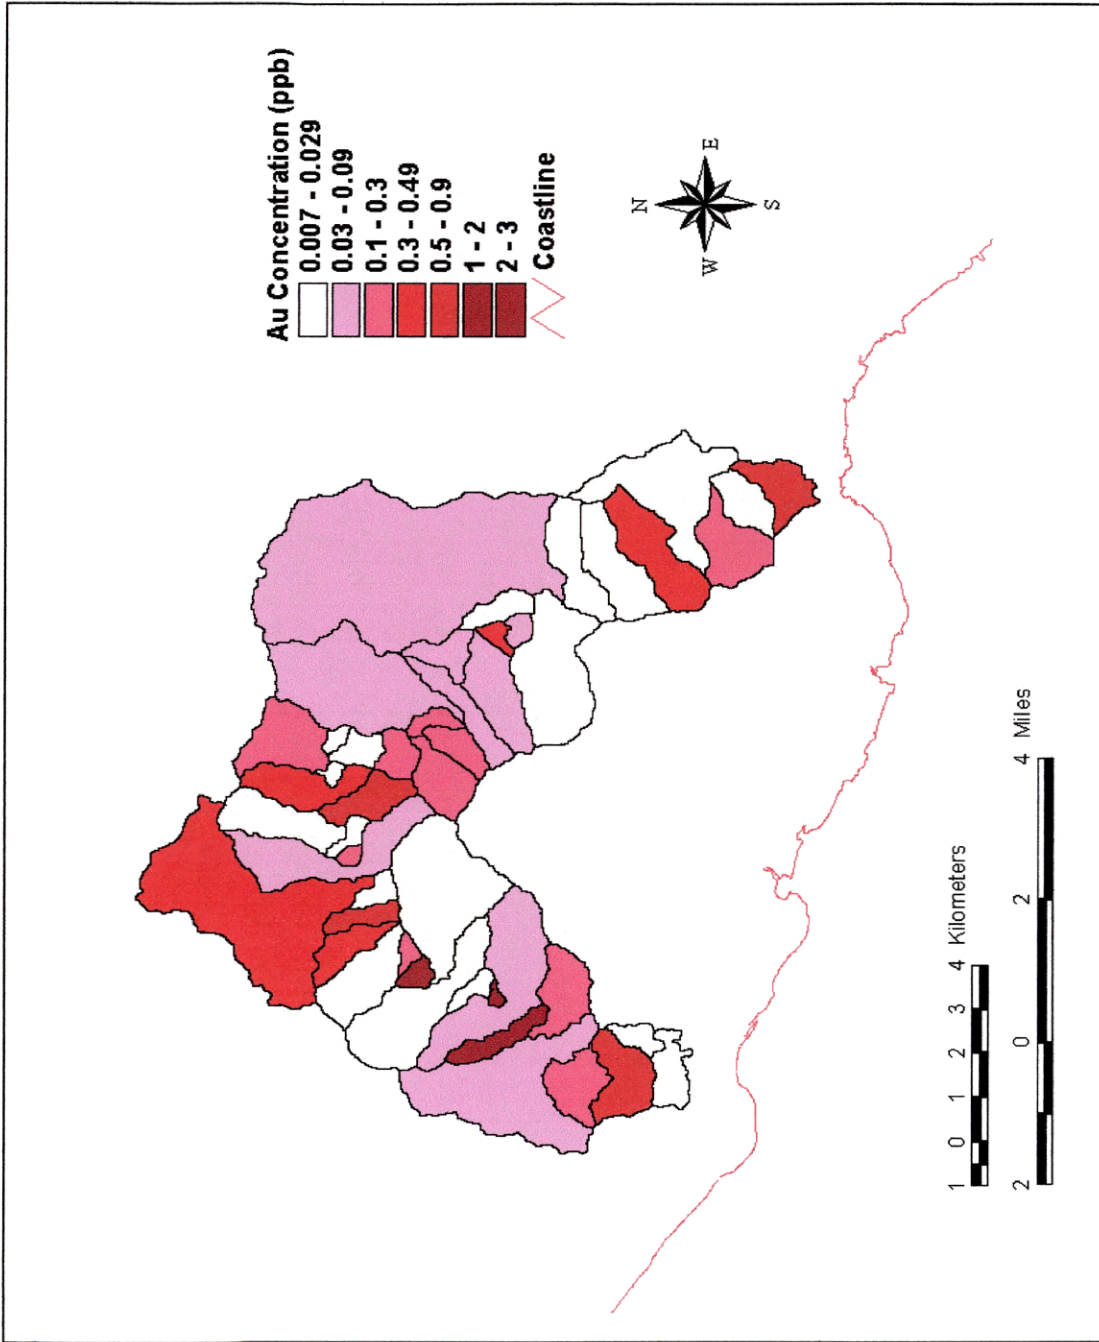 Au Concentration (ppb)
0.007 - 0.029
0.03 - 0.09
0.1 - 0.3
0.3 - 0.49
0.5 - 0.9
1 - 2
2 - 3
Coastline
N
W E
S
1 0 1 2 3 4 Kilometers
2 0 2 4 Miles